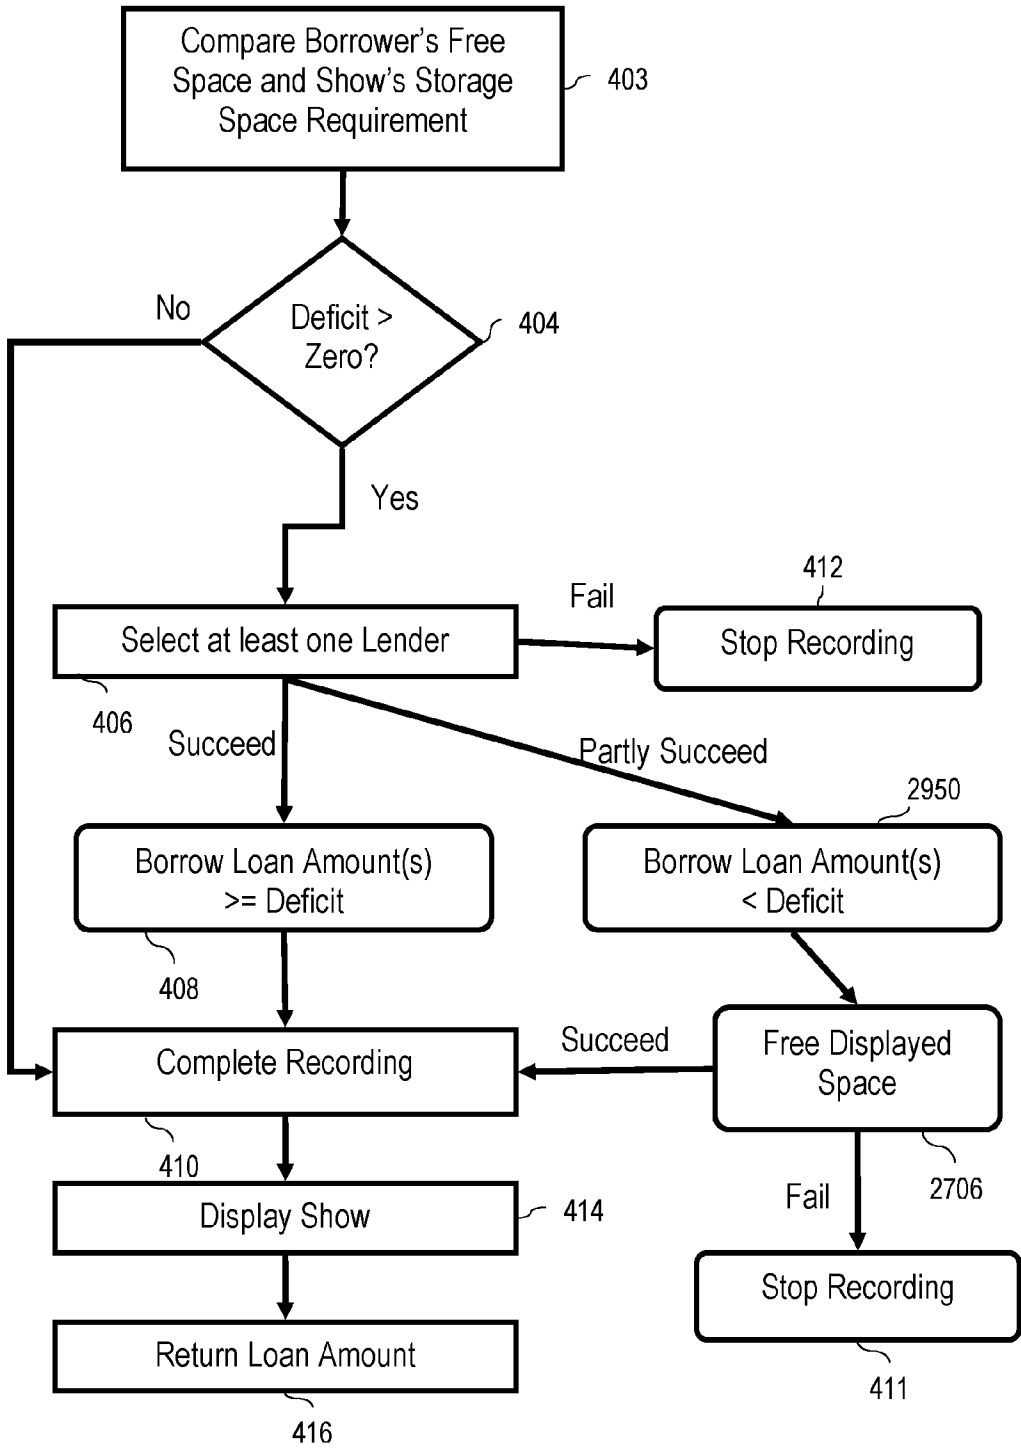 Compare Borrower's Free
Space and Show's Storage
Space Requirement
403
No
Deficit >
Zero?
404
Yes
412
Fail
Select at least one Lender
Stop Recording
406
Succeed
Partly Succeed
2950
Borrow Loan Amount(s)
>= Deficit
Borrow Loan Amount(s)
< Deficit
408
Succeed
Free Displayed
Space
Complete Recording
410
2706
Fail
Display Show
414
Stop Recording
Return Loan Amount
411
416